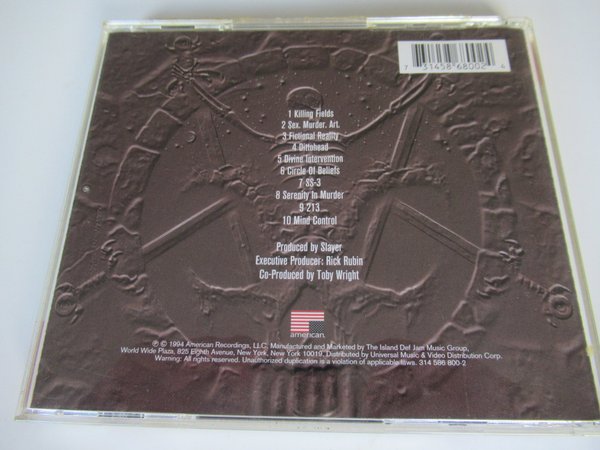 7 31458 68002 4
1 Killing Fields
2 Sex. Murder. Art.
3 Fictional Reality
4 Dittohead
5 Divine Intervention
6 Circle Of Beliefs
7 SS-3
8 Serenity In Murder
9 213
10 Mind Control
Produced by Slayer
Executive Producer: Rick Rubin
Co-Produced by Toby Wright
american
℗ © 1994 American Recordings, LLC. Manufactured and Marketed by The Island Def Jam Music Group,
World Wide Plaza, 825 Eighth Avenue, New York, New York 10019. Distributed by Universal Music & Video Distribution Corp.
Warning: All rights reserved. Unauthorized duplication is a violation of applicable laws. 314 586 800-2